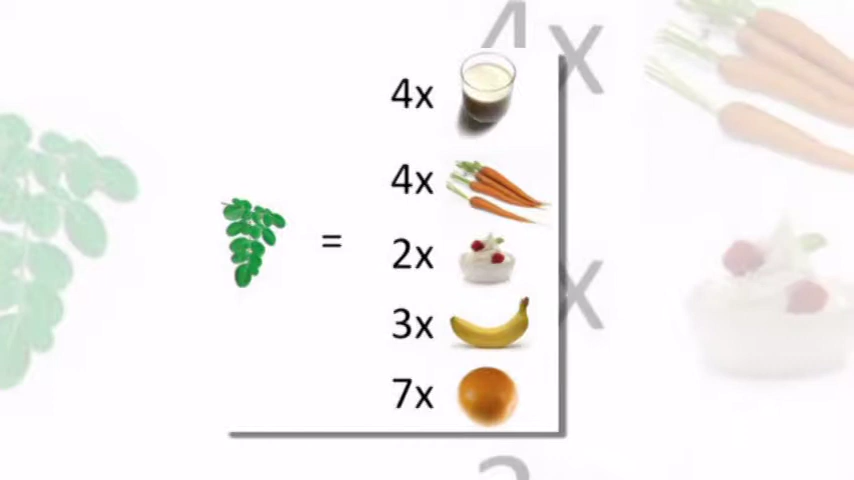 4x
4x
=
2x
3x
7x